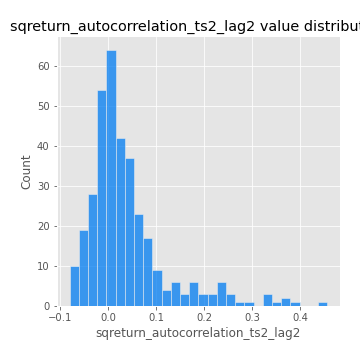 sqreturn_autocorrelation_ts2_lag2 value distribut
60
50
40
30
20
10
0
Count
−0.1 0.0 0.1 0.2 0.3 0.4
sqreturn_autocorrelation_ts2_lag2